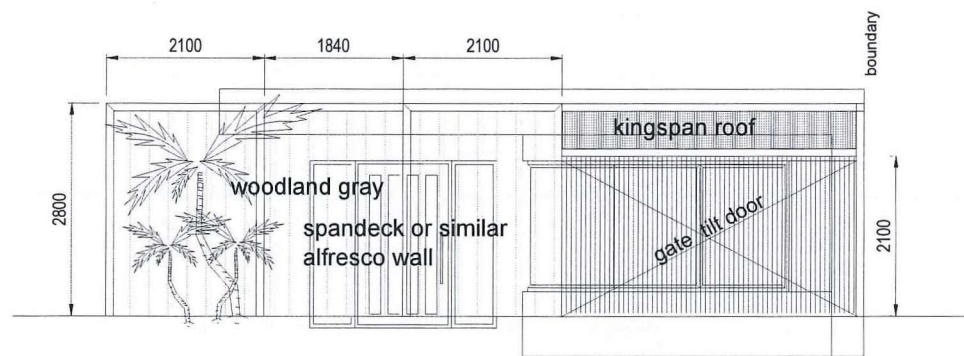 2100
1840
2100
boundary
2800
kingspan roof
woodland gray
spandeck or similar
alfresco wall
gate tilt door
2100